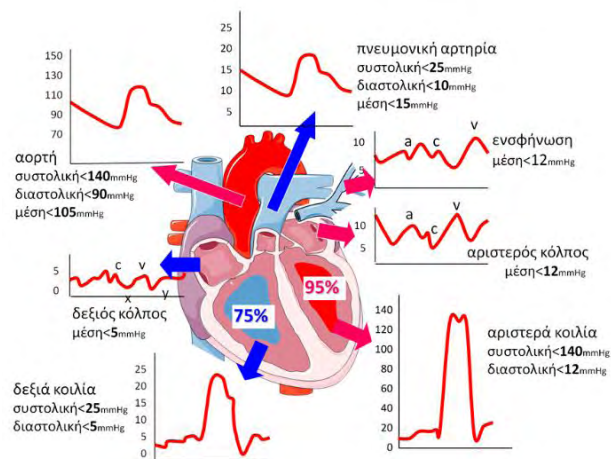 150
130
110
90
70
αορτή
συστολική<140mmHg
διαστολική<90mmHg
μέση<105mmHg
25
20
15
10
5
πνευμονική αρτηρία
συστολική<25mmHg
διαστολική<10mmHg
μέση<15mmHg
10
5
a
c
v
ενσφήνωση
μέση<12mmHg
10
5
a
c
v
αριστερός κόλπος
μέση<12mmHg
5
0
c
v
x
y
δεξιός κόλπος
μέση<5mmHg
75%
95%
140
120
100
80
60
40
20
0
αριστερά κοιλία
συστολική<140mmHg
διαστολική<12mmHg
25
20
15
10
5
0
δεξιά κοιλία
συστολική<25mmHg
διαστολική<5mmHg